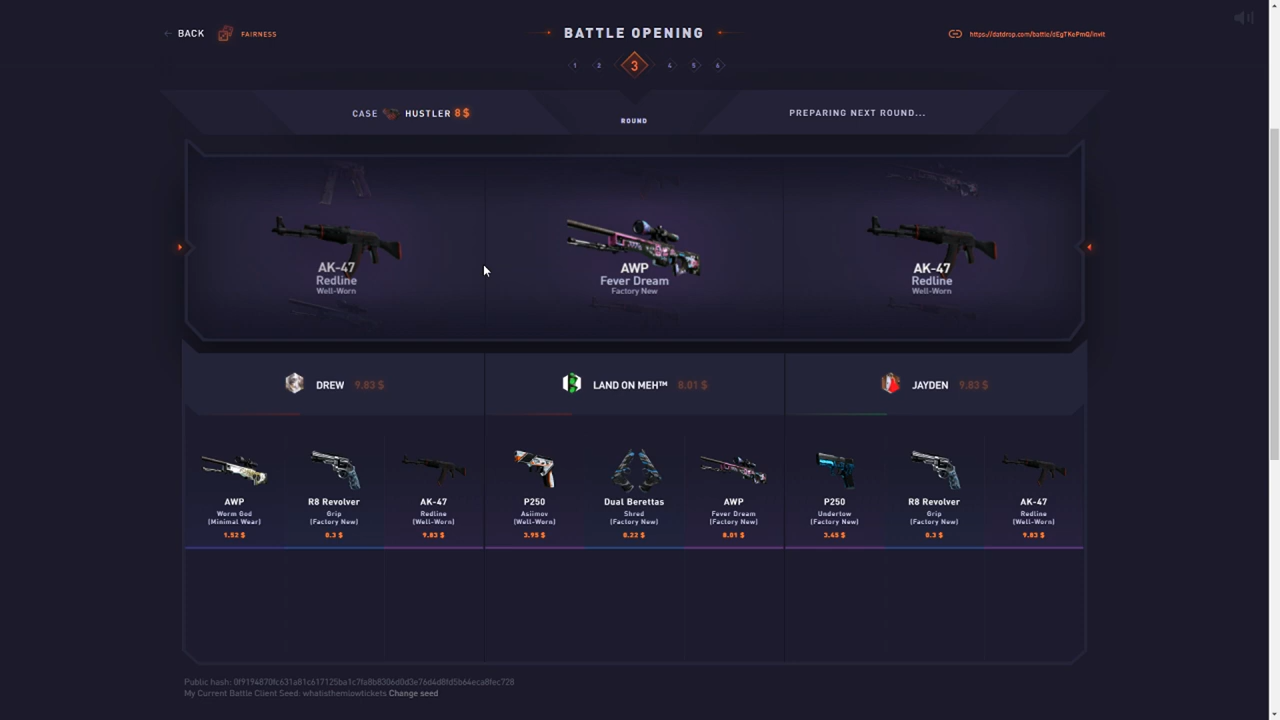 BACK
FAIRNESS
BATTLE OPENING
https://datdrop.com/battle/zEgTKePmQ/invit
1 2 3 4 5 6
CASE HUSTLER 8 $
ROUND
PREPARING NEXT ROUND...
AK-47
Redline
Well-Worn
AWP
Fever Dream
Factory New
AK-47
Redline
Well-Worn
DREW 9.83 $
LAND ON MEH™ 8.01 $
JAYDEN 9.83 $
AWP
Worm God
(Minimal Wear)
1.52 $
R8 Revolver
Grip
(Factory New)
0.3 $
AK-47
Redline
(Well-Worn)
9.83 $
P250
Asiimov
(Well-Worn)
3.95 $
Dual Berettas
Shred
(Factory New)
0.22 $
AWP
Fever Dream
(Factory New)
8.01 $
P250
Undertow
(Factory New)
3.45 $
R8 Revolver
Grip
(Factory New)
0.3 $
AK-47
Redline
(Well-Worn)
9.83 $
Public hash:
My Current Battle Client Seed: whatisthemlowtickets Change seed